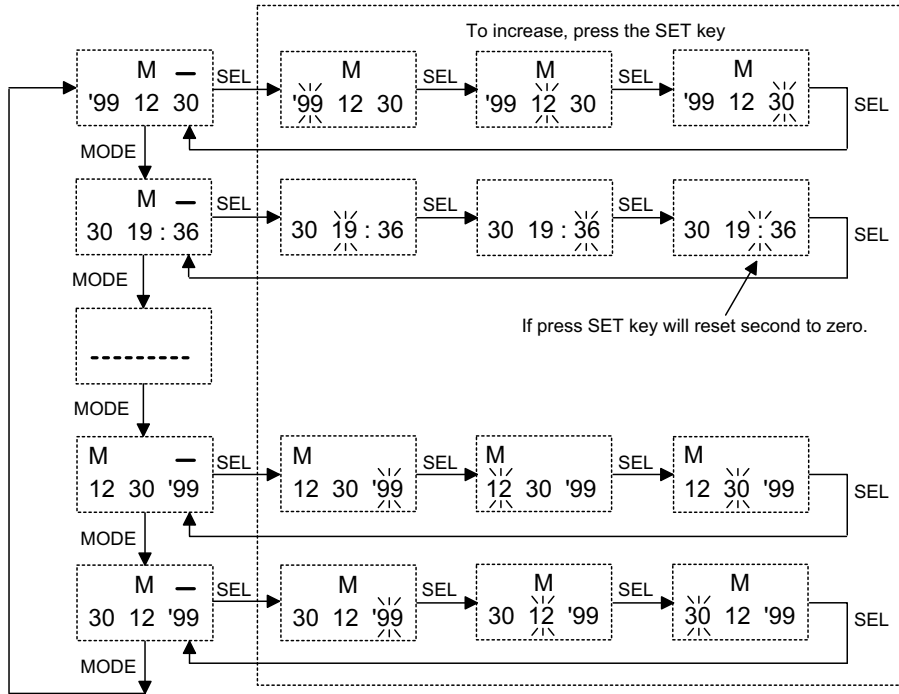 To increase, press the SET key
M —
'99 12 30
SEL
M
'99 12 30
SEL
M
'99 12 30
SEL
M
'99 12 30
SEL
MODE
M —
30 19 : 36
SEL
30 19 : 36
SEL
30 19 : 36
SEL
30 19 : 36
SEL
MODE
If press SET key will reset second to zero.
---------
MODE
M —
12 30 '99
SEL
M
12 30 '99
SEL
M
12 30 '99
SEL
M
12 30 '99
SEL
MODE
M —
30 12 '99
SEL
M
30 12 '99
SEL
M
30 12 '99
SEL
M
30 12 '99
SEL
MODE